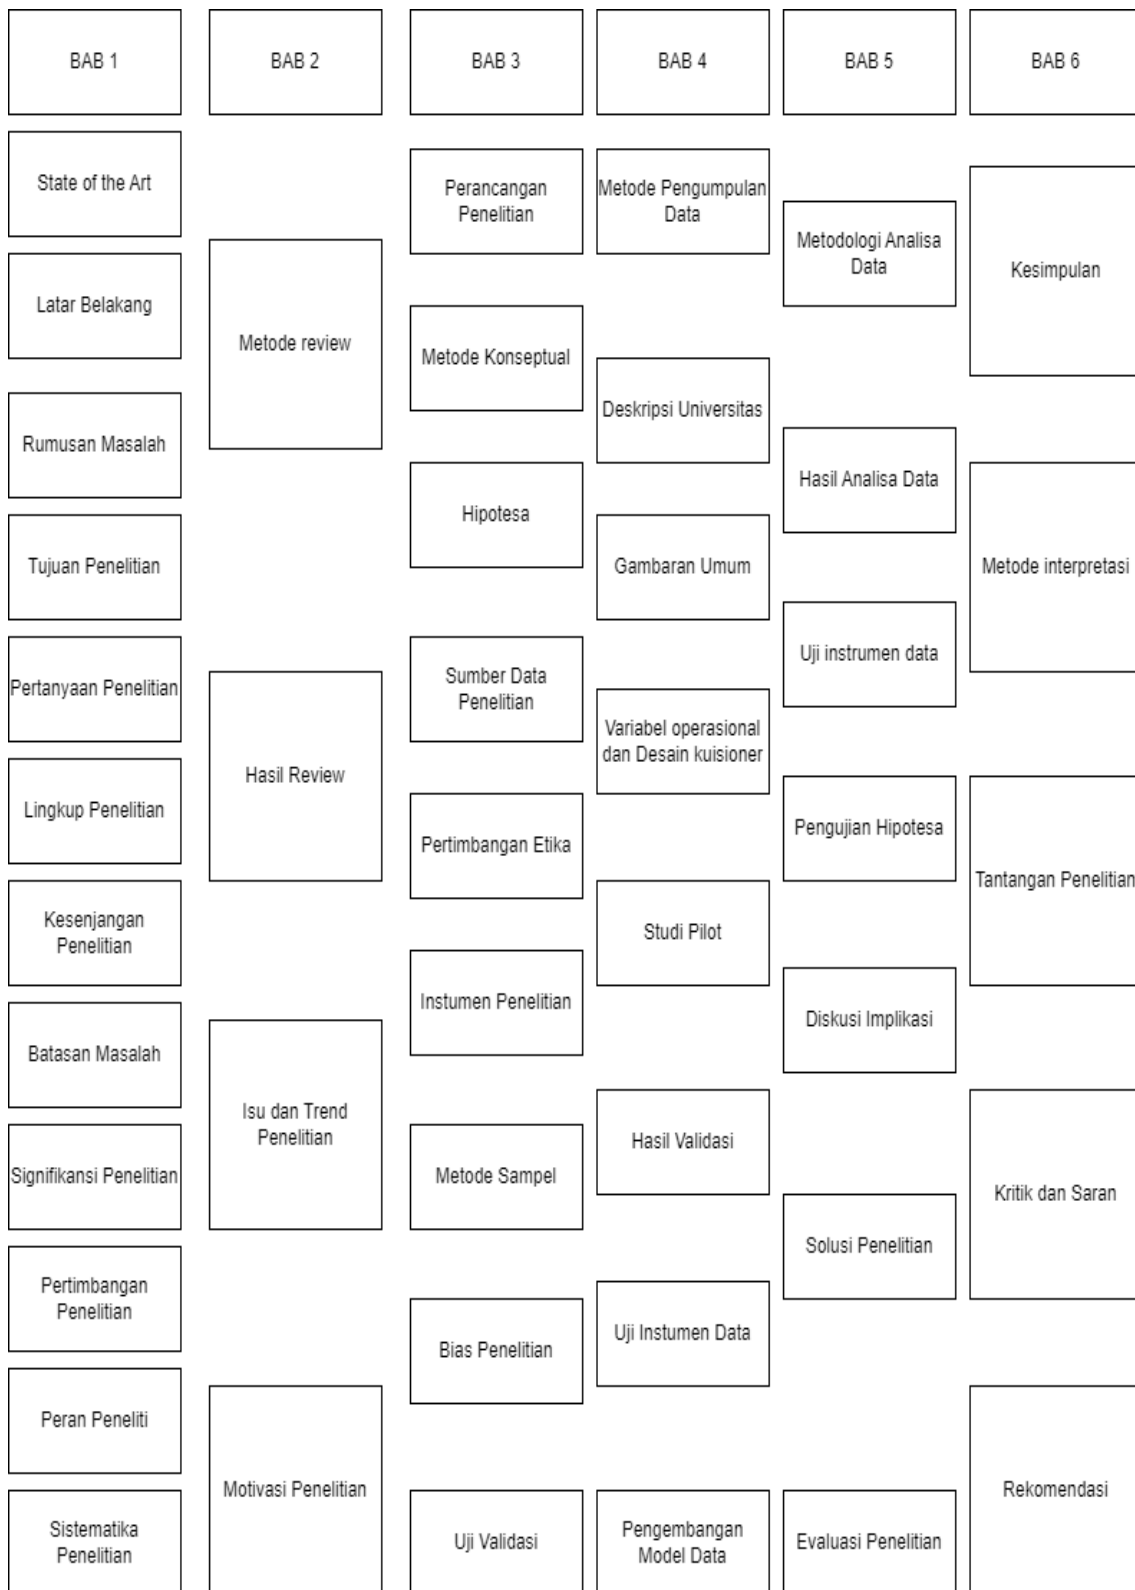 BAB 1
State of the Art
Latar Belakang
Rumusan Masalah
Tujuan Penelitian
Pertanyaan Penelitian
Lingkup Penelitian
Kesenjangan
Penelitian
Batasan Masalah
Signifikansi Penelitian
Pertimbangan
Penelitian
Peran Peneliti
Sistematika
Penelitian
BAB 2
Metode review
Hasil Review
Isu dan Trend
Penelitian
Motivasi Penelitian
BAB 3
Perancangan
Penelitian
Metode Konseptual
Hipotesa
Sumber Data
Penelitian
Pertimbangan Etika
Instumen Penelitian
Metode Sampel
Bias Penelitian
Uji Validasi
BAB 4
Metode Pengumpulan
Data
Deskripsi Universitas
Gambaran Umum
Variabel operasional
dan Desain kuisioner
Studi Pilot
Hasil Validasi
Uji Instumen Data
Pengembangan
Model Data
BAB 5
Metodologi Analisa
Data
Hasil Analisa Data
Uji instrumen data
Pengujian Hipotesa
Diskusi Implikasi
Solusi Penelitian
Evaluasi Penelitian
BAB 6
Kesimpulan
Metode interpretasi
Tantangan Penelitian
Kritik dan Saran
Rekomendasi